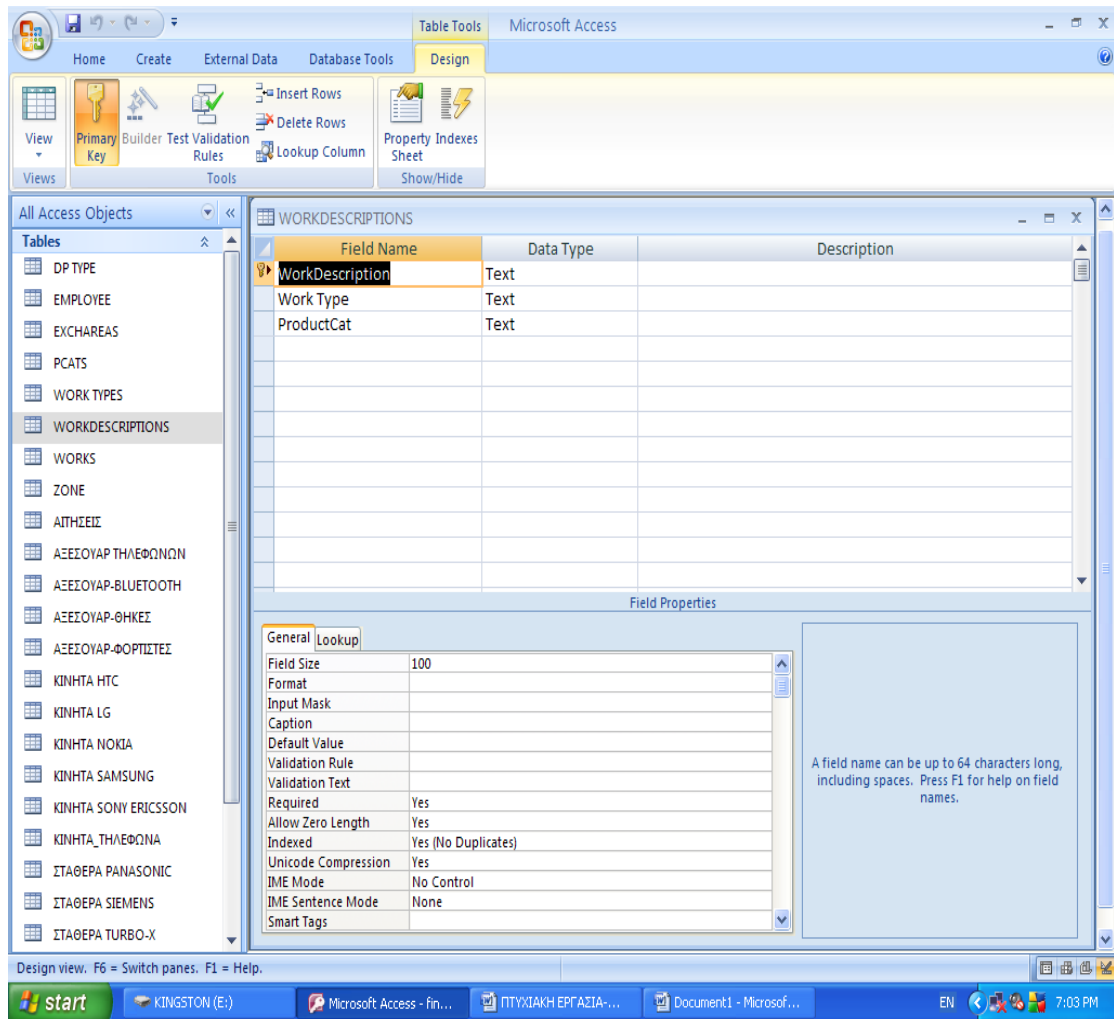 Table Tools
Microsoft Access
Home Create External Data Database Tools Design
View
Primary Key
Builder
Test Validation Rules
Insert Rows
Delete Rows
Lookup Column
Property Sheet
Indexes
Views
Tools
Show/Hide
All Access Objects
Tables
DP TYPE
EMPLOYEE
EXCHAREAS
PCATS
WORK TYPES
WORKDESCRIPTIONS
WORKS
ZONE
ΑΙΤΗΣΕΙΣ
ΑΞΕΣΟΥΑΡ ΤΗΛΕΦΩΝΩΝ
ΑΞΕΣΟΥΑΡ-BLUETOOTH
ΑΞΕΣΟΥΑΡ-ΘΗΚΕΣ
ΑΞΕΣΟΥΑΡ-ΦΟΡΤΙΣΤΕΣ
ΚΙΝΗΤΑ HTC
ΚΙΝΗΤΑ LG
ΚΙΝΗΤΑ NOKIA
ΚΙΝΗΤΑ SAMSUNG
ΚΙΝΗΤΑ SONY ERICSSON
ΚΙΝΗΤΑ_ΤΗΛΕΦΩΝΑ
ΣΤΑΘΕΡΑ PANASONIC
ΣΤΑΘΕΡΑ SIEMENS
ΣΤΑΘΕΡΑ TURBO-X
WORKDESCRIPTIONS
Field Name Data Type Description
WorkDescription Text
Work Type Text
ProductCat Text
Field Properties
General Lookup
Field Size 100
Format
Input Mask
Caption
Default Value
Validation Rule
Validation Text
Required Yes
Allow Zero Length Yes
Indexed Yes (No Duplicates)
Unicode Compression Yes
IME Mode No Control
IME Sentence Mode None
Smart Tags
A field name can be up to 64 characters long,
including spaces. Press F1 for help on field
names.
Design view. F6 = Switch panes. F1 = Help.
start KINGSTON (E:) Microsoft Access - fin... ΠΤΥΧΙΑΚΗ ΕΡΓΑΣΙΑ-... Document1 - Microsof... EN 7:03 PM